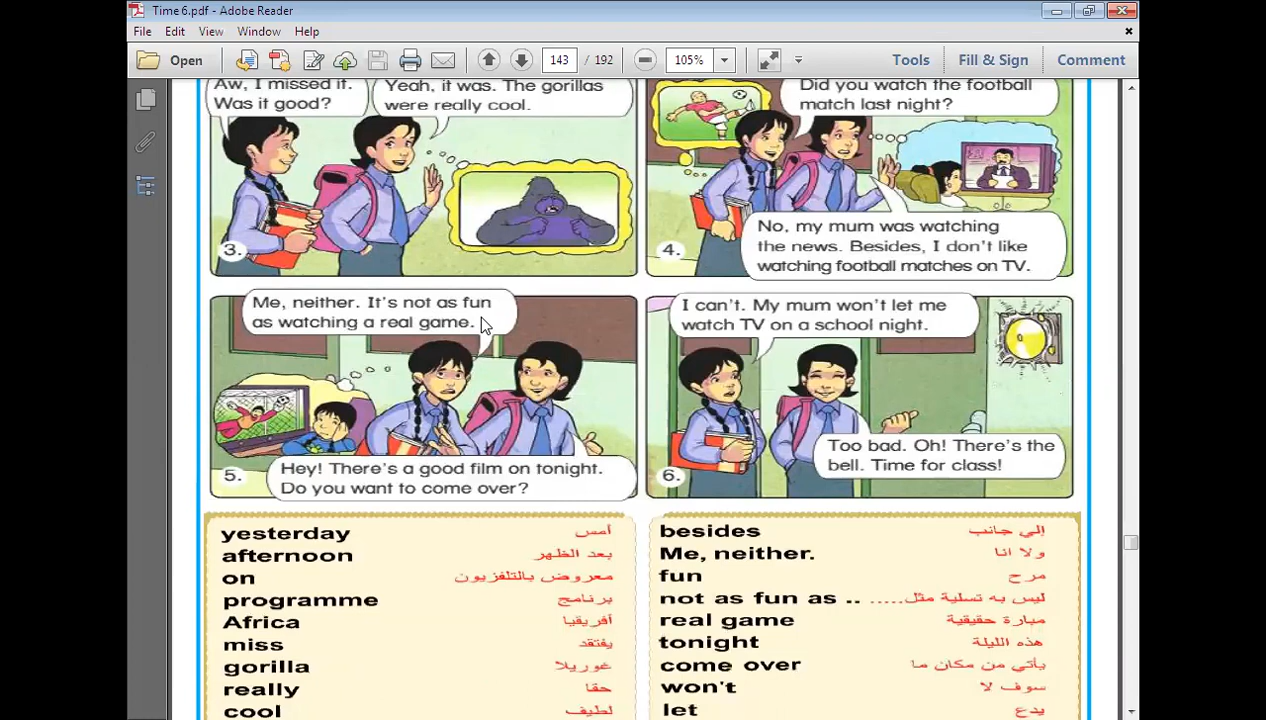 Time 6.pdf - Adobe Reader
File Edit View Window Help
Open 143 / 192 105% Tools Fill & Sign Comment
Aw, I missed it.
Was it good?
Yeah, it was. The gorillas
were really cool.
3.
Did you watch the football
match last night?
No, my mum was watching
the news. Besides, I don't like
watching football matches on TV.
4.
Me, neither. It's not as fun
as watching a real game.
Hey! There's a good film on tonight.
Do you want to come over?
5.
I can't. My mum won't let me
watch TV on a school night.
Too bad. Oh! There's the
bell. Time for class!
6.
yesterday أمس
afternoon بعد الظهر
on معروض بالتلفزيون
programme برنامج
Africa أفريقيا
miss يفتقد
gorilla غوريلا
really حقا
cool لطيف
besides إلي جانب
Me, neither. ولا انا
fun مرح
not as fun as .. ليس به تسلية مثل.....
real game مبارة حقيقية
tonight هذه الليلة
come over يأتي من مكان ما
won't سوف لا
let يدع